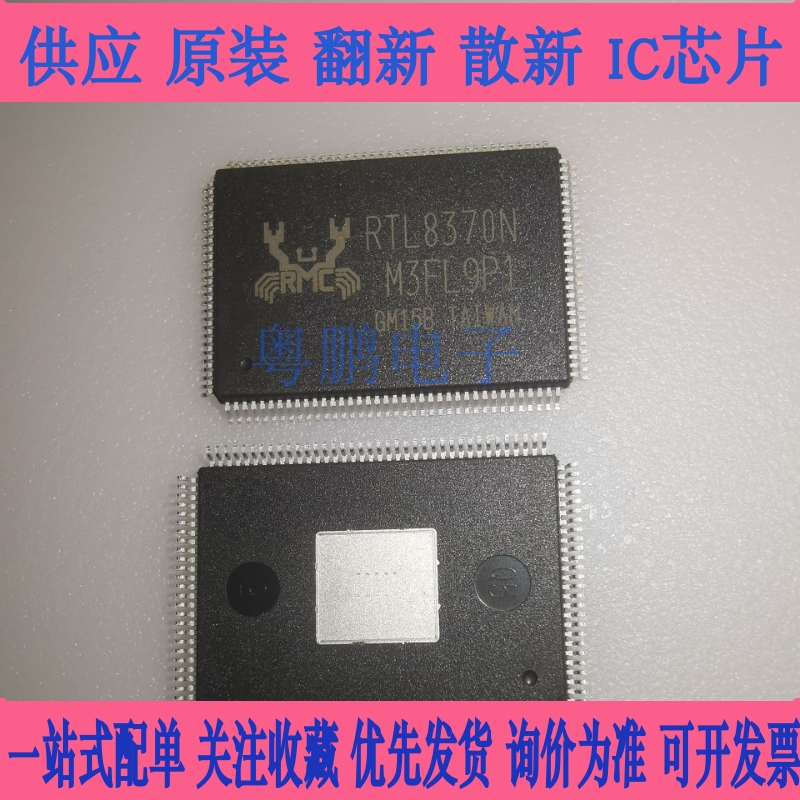 供应 原装 翻新 散新 IC芯片
RMC
RTL8370N
M3FL9P1
GM15B TAIWAN
粤鹏电子
一站式配单 关注收藏 优先发货 询价为准 可开发票